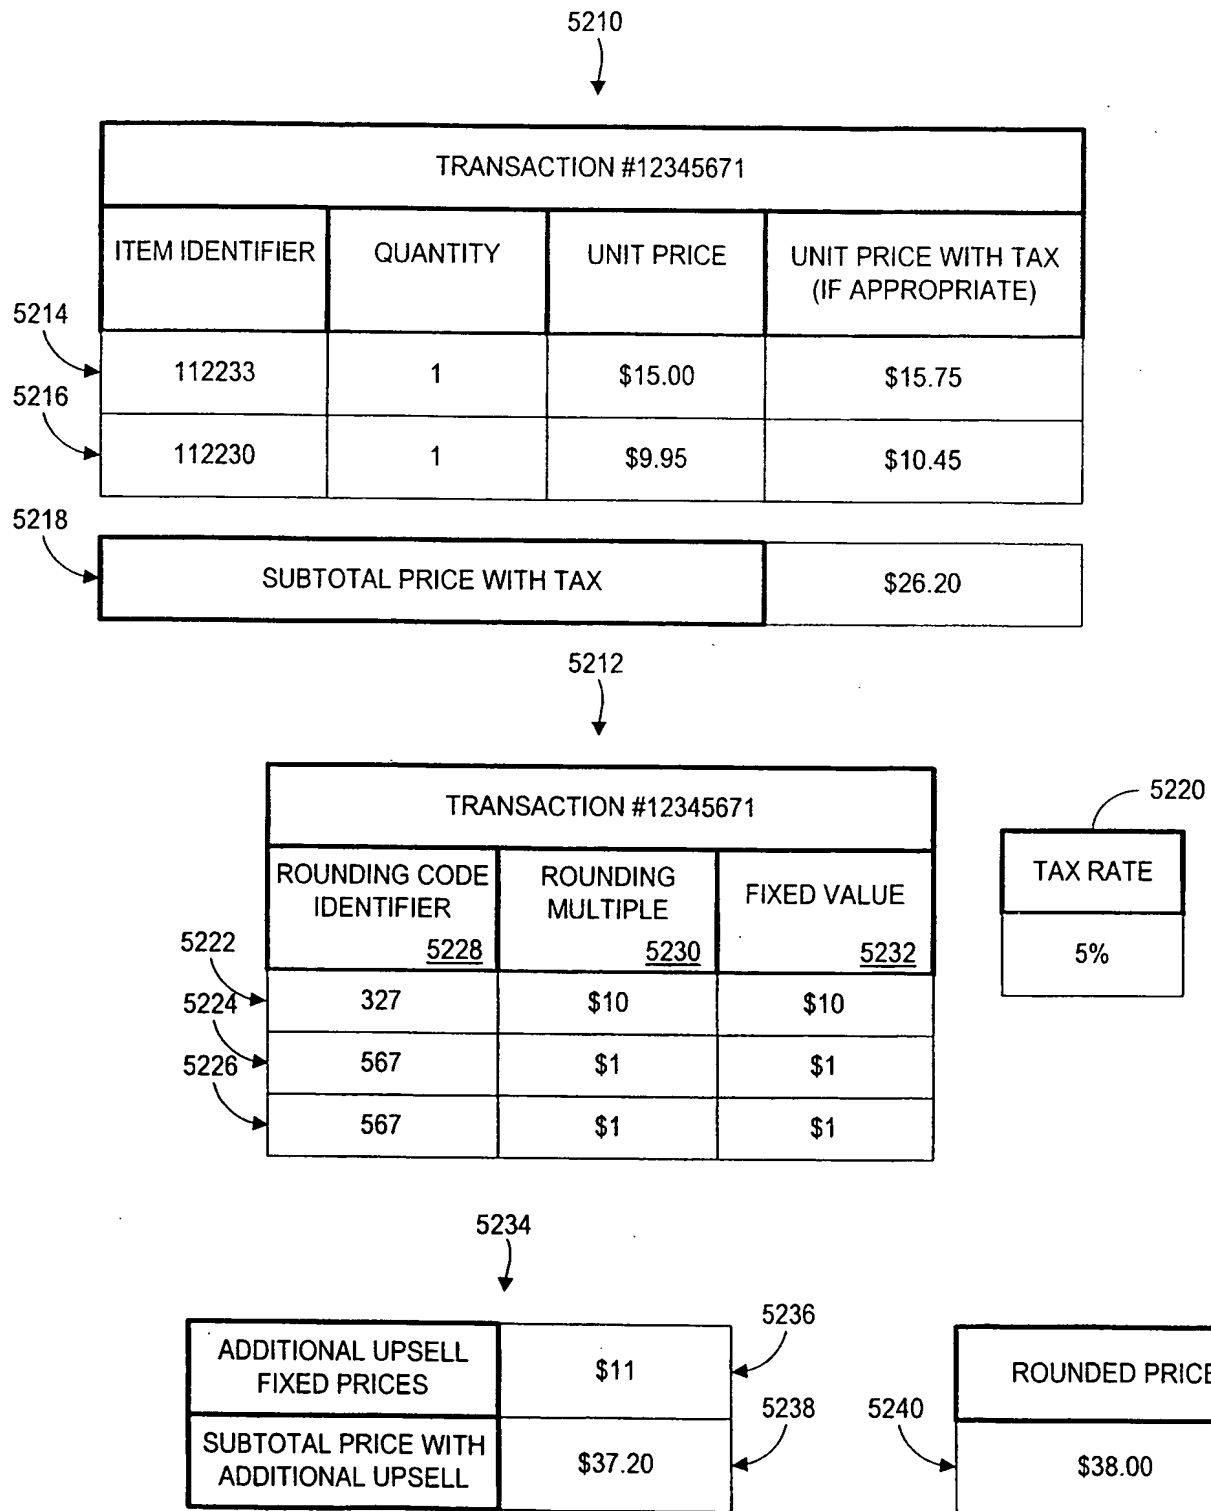 5210
TRANSACTION #12345671
ITEM IDENTIFIER QUANTITY UNIT PRICE UNIT PRICE WITH TAX
(IF APPROPRIATE)
5214
112233 1 $15.00 $15.75
5216
112230 1 $9.95 $10.45
5218
SUBTOTAL PRICE WITH TAX $26.20
5212
TRANSACTION #12345671
ROUNDING CODE
IDENTIFIER
5228
ROUNDING
MULTIPLE
5230
FIXED VALUE
5232
5220
TAX RATE
5%
5222
327 $10 $10
5224
567 $1 $1
5226
567 $1 $1
5234
ADDITIONAL UPSELL
FIXED PRICES
$11
5236
SUBTOTAL PRICE WITH
ADDITIONAL UPSELL
$37.20
5238
5240
ROUNDED PRICE
$38.00